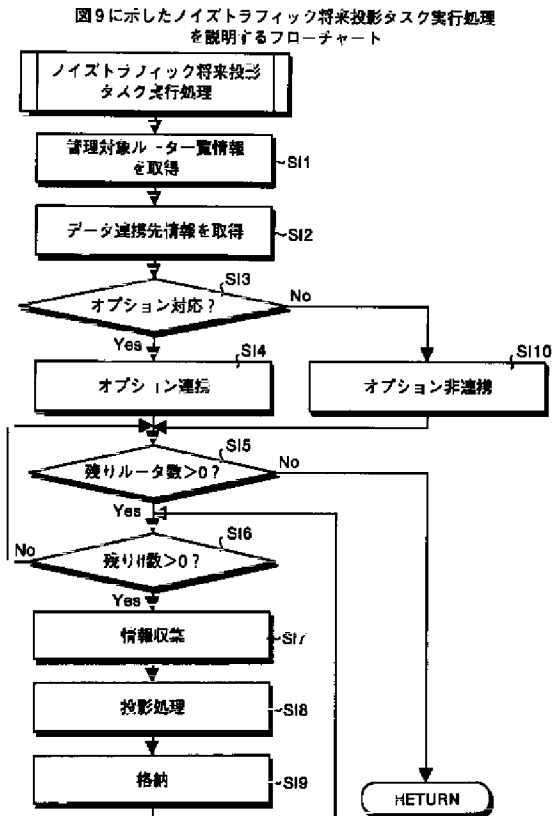 図9に示したノイズトラフィック将来投影タスク実行処理
を説明するフローチャート
ノイズトラフィック将来投影
タスク実行処理
管理対象ルータ一覧情報
を取得
SI1
データ連携先情報を取得
SI2
SI3
オプション対応?
No
Yes
SI4
SI10
オプション連携
オプション非連携
SI5
残りルータ数>0?
No
Yes
SI6
No
残りif数>0?
Yes
情報収集
SI7
投影処理
SI8
格納
SI9
RETURN